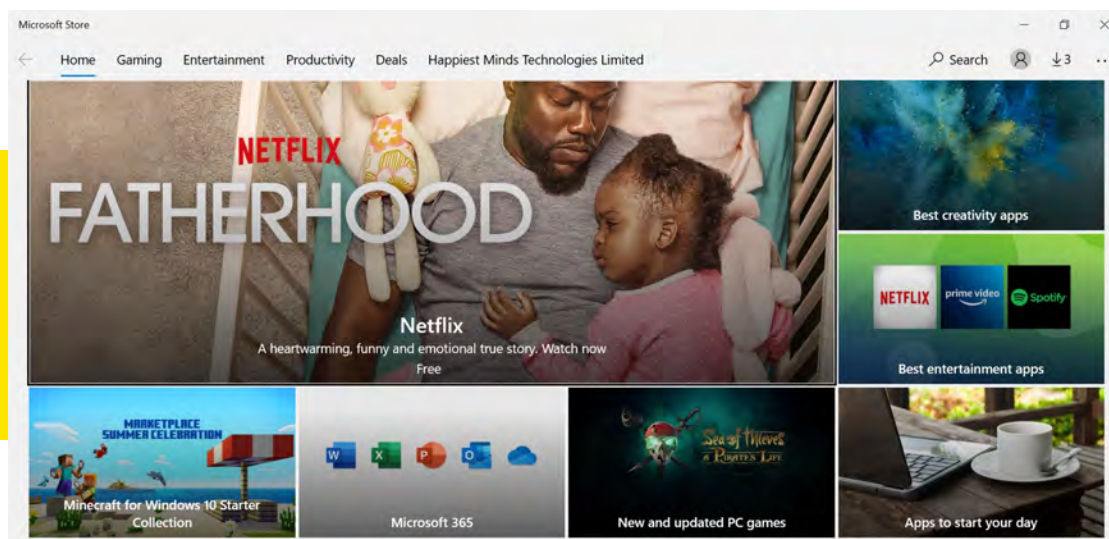 Microsoft Store
Home Gaming Entertainment Productivity Deals Happiest Minds Technologies Limited Search 3
NETFLIX
FATHERHOOD
Netflix
A heartwarming, funny and emotional true story. Watch now
Free
Best creativity apps
NETFLIX prime video Spotify
Best entertainment apps
MARKETPLACE
SUMMER CELEBRATION
Minecraft for Windows 10 Starter
Collection
W X P O
Microsoft 365
Sea of Thieves
A PIRATE'S LIFE
New and updated PC games
Apps to start your day